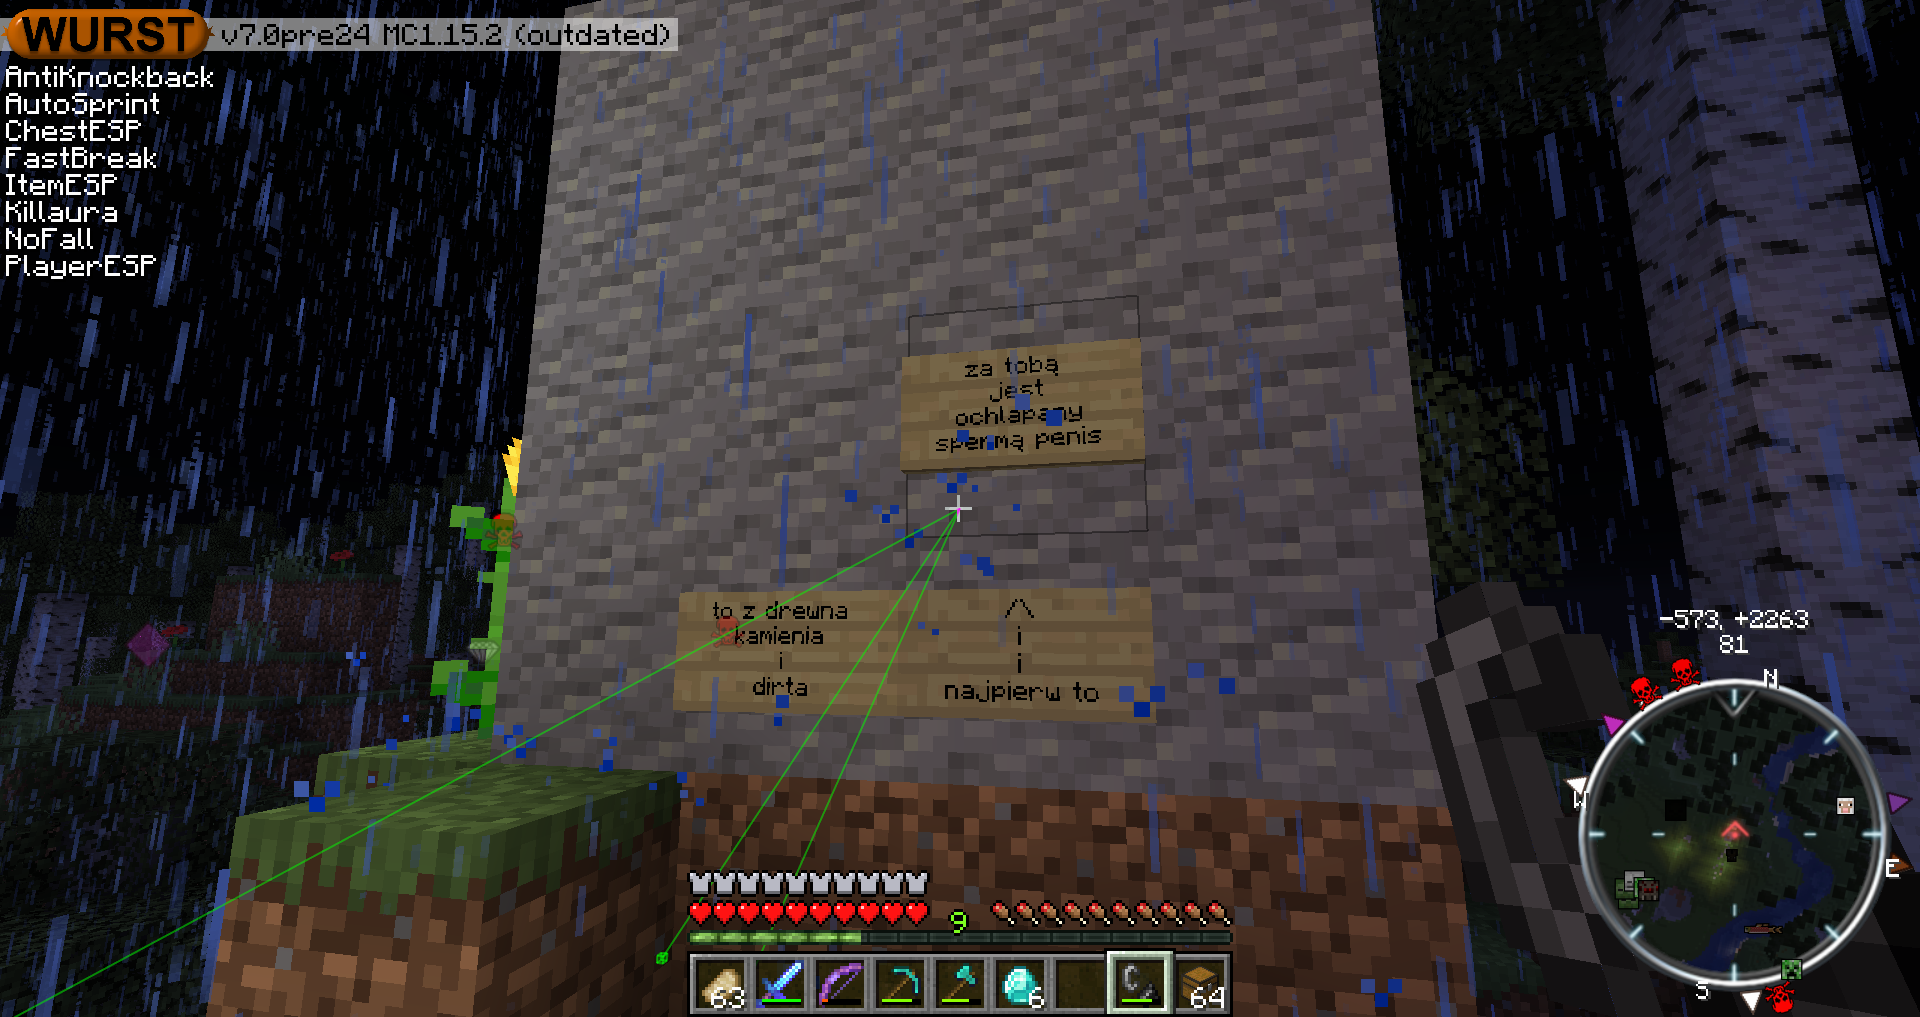 WURST v7.0pre24 MC1.15.2 (outdated)
AntiKnockback
AutoSprint
ChestESP
FastBreak
ItemESP
Killaura
NoFall
PlayerESP
za tobą
jest
ochlapany
spermą penis
to z drewna
kamienia
i
dirta
^
i
i
najpierw to
-573, +2263
81
N
W
E
S
9
63
6
64